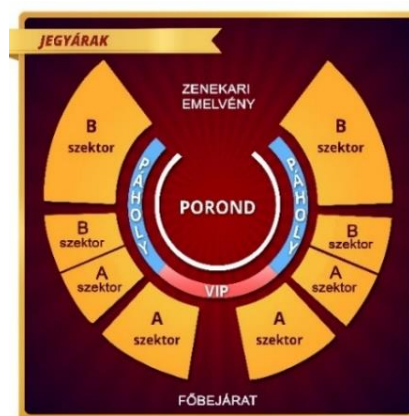 JEGYÁRAK
ZENEKARI
EMELVÉNY
B
szektor
B
szektor
PÁHOLY
POROND
PÁHOLY
B
szektor
B
szektor
A
szektor
A
szektor
VIP
A
szektor
A
szektor
FŐBEJÁRAT